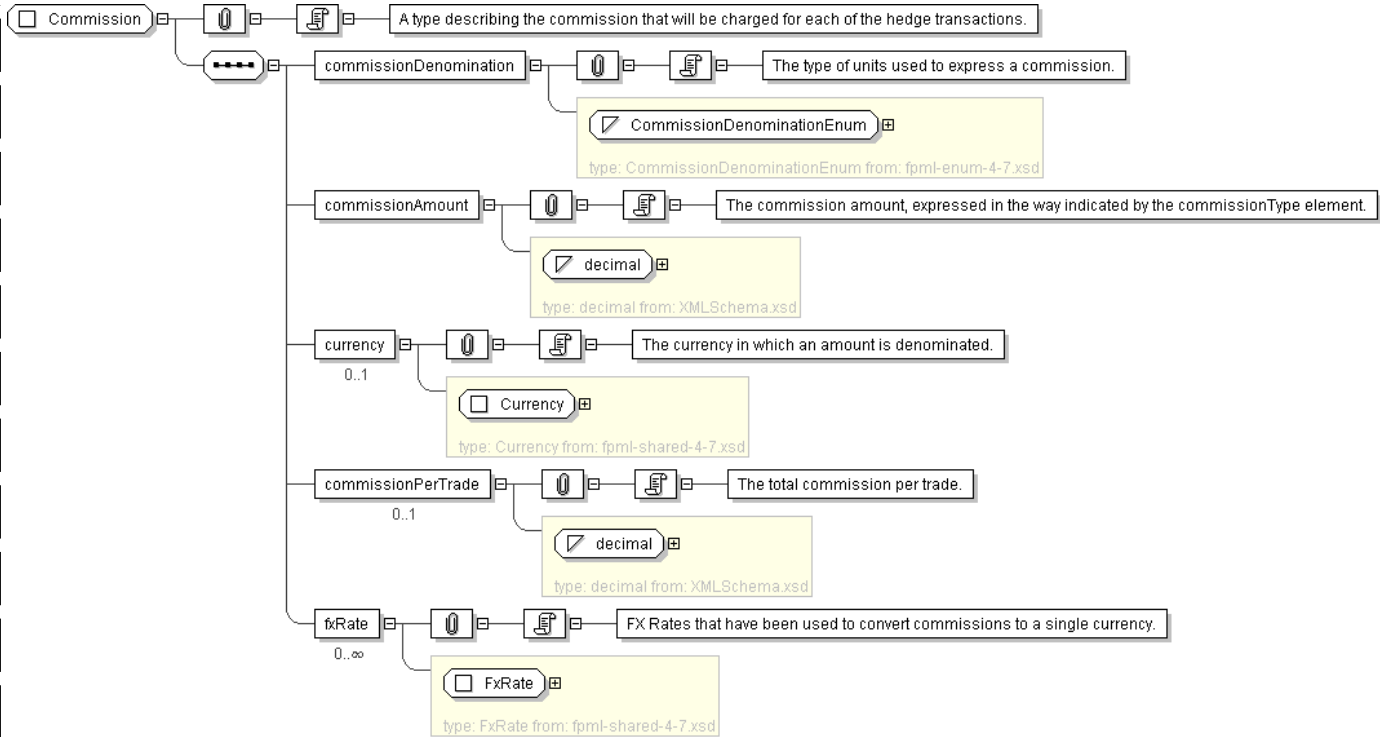 Commission
A type describing the commission that will be charged for each of the hedge transactions.
commissionDenomination
The type of units used to express a commission.
CommissionDenominationEnum
type: CommissionDenominationEnum from: fpml-enum-4-7.xsd
commissionAmount
The commission amount, expressed in the way indicated by the commissionType element.
decimal
type: decimal from: XMLSchema.xsd
currency
The currency in which an amount is denominated.
0..1
Currency
type: Currency from: fpml-shared-4-7.xsd
commissionPerTrade
The total commission per trade.
0..1
decimal
type: decimal from: XMLSchema.xsd
fxRate
FX Rates that have been used to convert commissions to a single currency.
0..∞
FxRate
type: FxRate from: fpml-shared-4-7.xsd